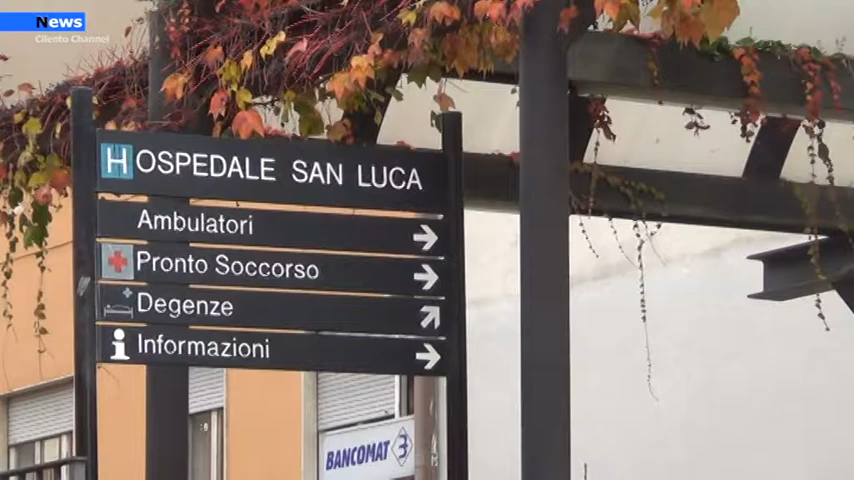 News
Cilento Channel
HOSPEDALE SAN LUCA
Ambulatori
Pronto Soccorso
Degenze
i Informazioni
BANCOMAT